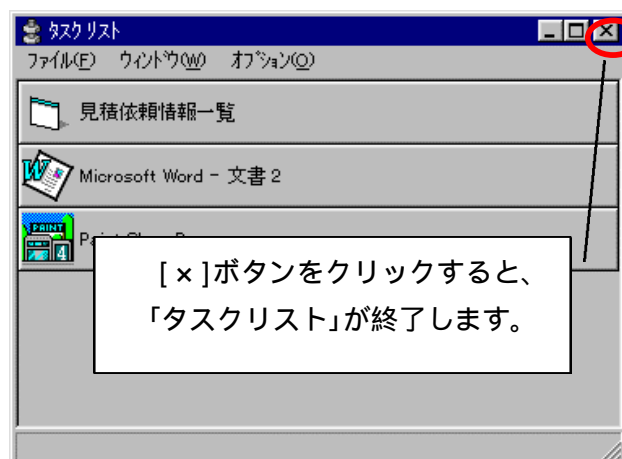 タスク リスト
ファイル(F) ウィンドウ(W) オプション(O)
見積依頼情報一覧
Microsoft Word - 文書 2
PAINT
4
[×]ボタンをクリックすると、
「タスクリスト」が終了します。